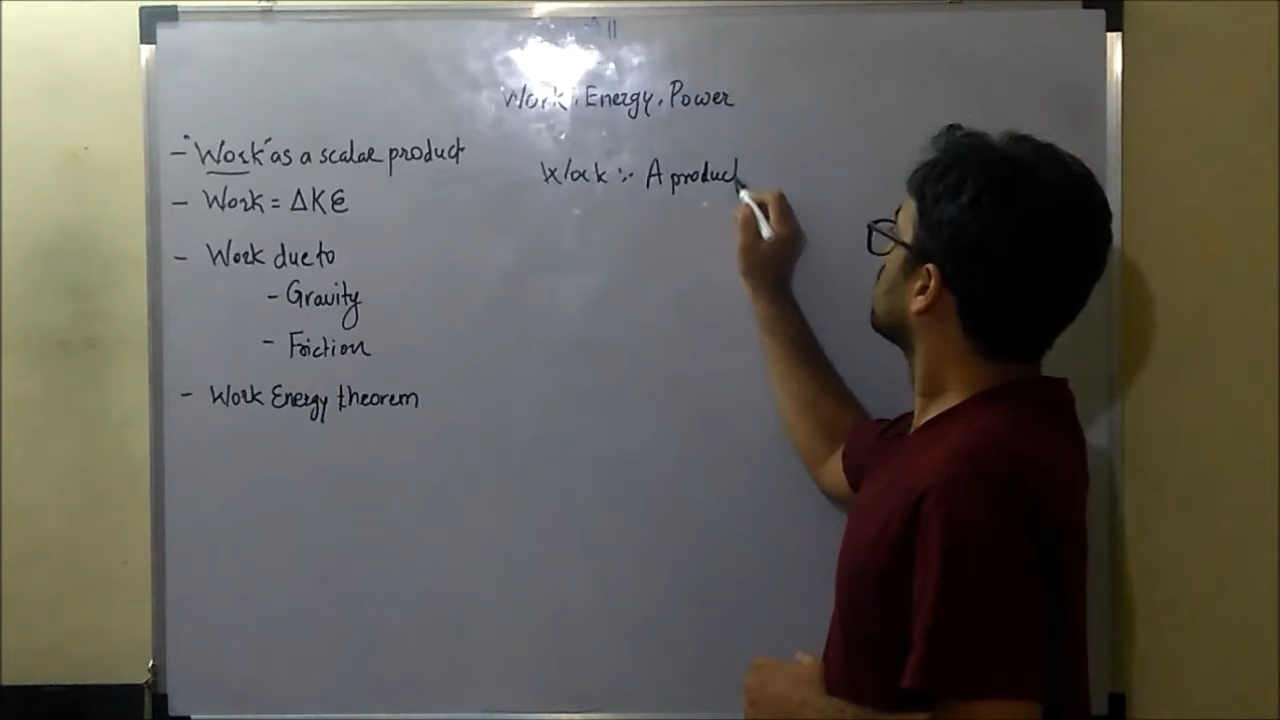 Work, Energy, Power
- "Work" as a scalar product
- Work = ΔKE
- Work due to
- Gravity
- Friction
- Work Energy theorem
Work :- A product